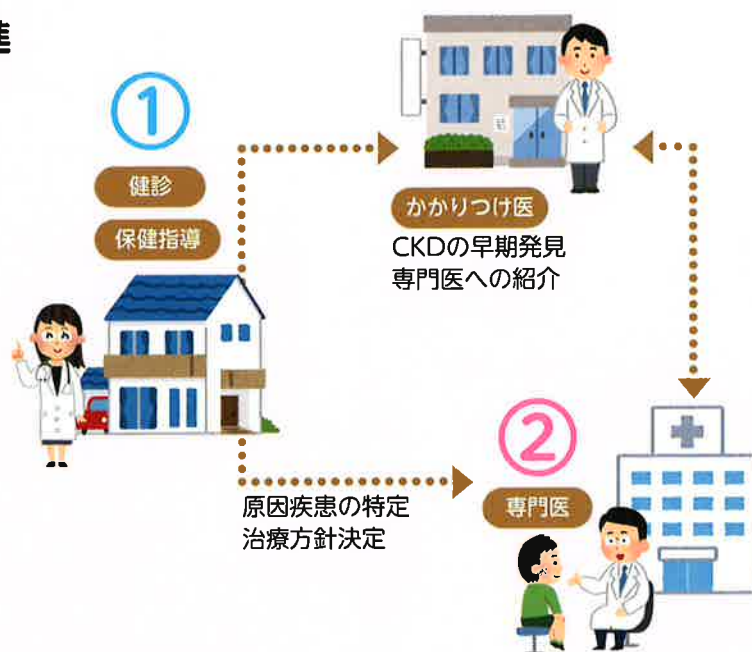 進
①
健診
保健指導
かかりつけ医
CKDの早期発見
専門医への紹介
②
専門医
原因疾患の特定
治療方針決定